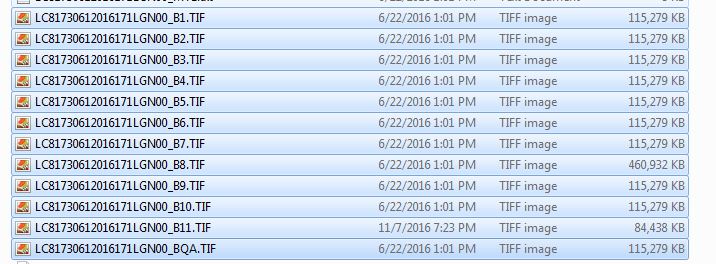 LC81730612016171LGN00_B1.TIF 6/22/2016 1:01 PM TIFF image 115,279 KB
LC81730612016171LGN00_B2.TIF 6/22/2016 1:01 PM TIFF image 115,279 KB
LC81730612016171LGN00_B3.TIF 6/22/2016 1:01 PM TIFF image 115,279 KB
LC81730612016171LGN00_B4.TIF 6/22/2016 1:01 PM TIFF image 115,279 KB
LC81730612016171LGN00_B5.TIF 6/22/2016 1:01 PM TIFF image 115,279 KB
LC81730612016171LGN00_B6.TIF 6/22/2016 1:01 PM TIFF image 115,279 KB
LC81730612016171LGN00_B7.TIF 6/22/2016 1:01 PM TIFF image 115,279 KB
LC81730612016171LGN00_B8.TIF 6/22/2016 1:01 PM TIFF image 460,932 KB
LC81730612016171LGN00_B9.TIF 6/22/2016 1:01 PM TIFF image 115,279 KB
LC81730612016171LGN00_B10.TIF 6/22/2016 1:01 PM TIFF image 115,279 KB
LC81730612016171LGN00_B11.TIF 11/7/2016 7:23 PM TIFF image 84,438 KB
LC81730612016171LGN00_BQA.TIF 6/22/2016 1:01 PM TIFF image 115,279 KB